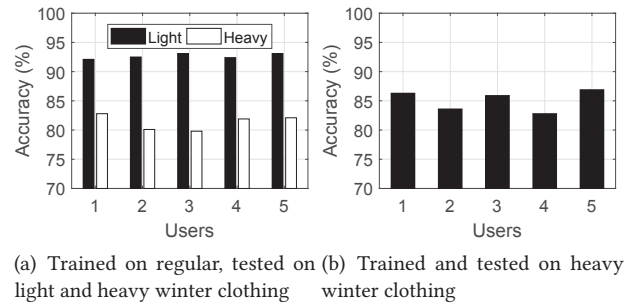 100
95
90
85
80
75
70
Accuracy (%)
Light
Heavy
1 2 3 4 5
Users
100
95
90
85
80
75
70
Accuracy (%)
1 2 3 4 5
Users
(a) Trained on regular, tested on
light and heavy winter clothing
(b) Trained and tested on heavy
winter clothing